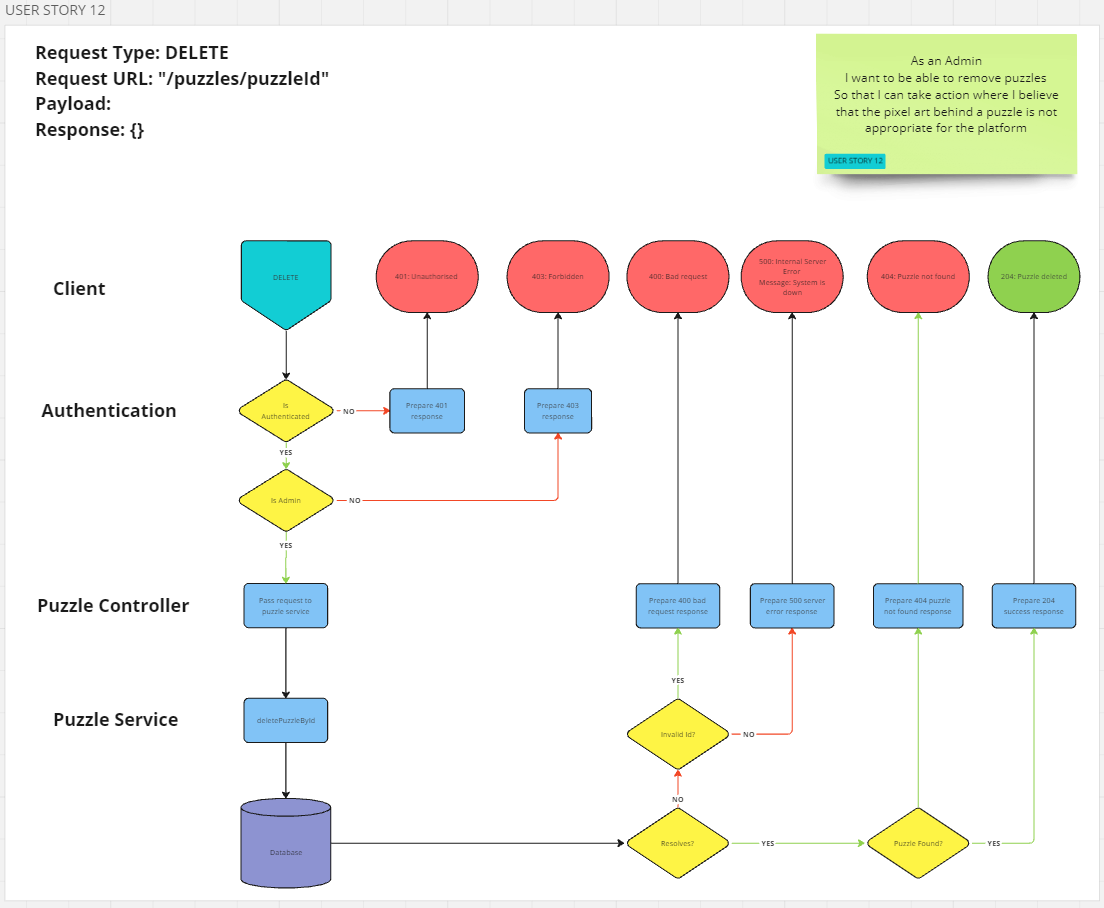 USER STORY 12
Request Type: DELETE
Request URL: "/puzzles/puzzleId"
Payload:
Response: {}
As an Admin
I want to be able to remove puzzles
So that I can take action where I believe
that the pixel art behind a puzzle is not
appropriate for the platform
USER STORY 12
Client
DELETE
401: Unauthorised
403: Forbidden
400: Bad request
500: Internal Server
Error
Message: System is
down
404: Puzzle not found
204: Puzzle deleted
Authentication
Is
Authenticated
NO
Prepare 401
response
Prepare 403
response
YES
Is Admin
NO
YES
Puzzle Controller
Pass request to
puzzle service
Prepare 400 bad
request response
Prepare 500 server
error response
Prepare 404 puzzle
not found response
Prepare 204
success response
YES
Puzzle Service
deletePuzzleById
Invalid Id?
NO
NO
Database
Resolves?
YES
Puzzle Found?
YES